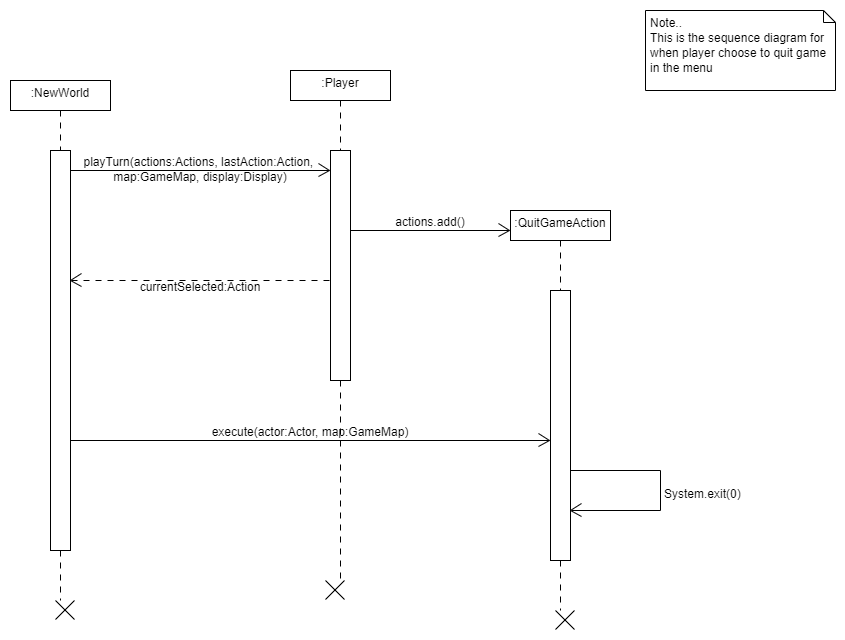 Note..
This is the sequence diagram for
when player choose to quit game
in the menu
:NewWorld
:Player
playTurn(actions:Actions, lastAction:Action,
map:GameMap, display:Display)
actions.add()
:QuitGameAction
currentSelected:Action
execute(actor:Actor, map:GameMap)
System.exit(0)